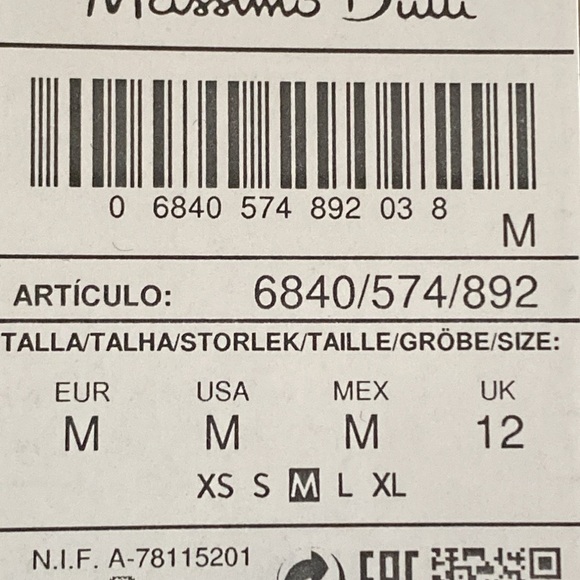 Massimo Dutti
0 6840 574 892 03 8
M
ARTÍCULO: 6840/574/892
TALLA/TALHA/STORLEK/TAILLE/GRÖBE/SIZE:
EUR USA MEX UK
M M M 12
XS S M L XL
N.I.F. A-78115201 EAC